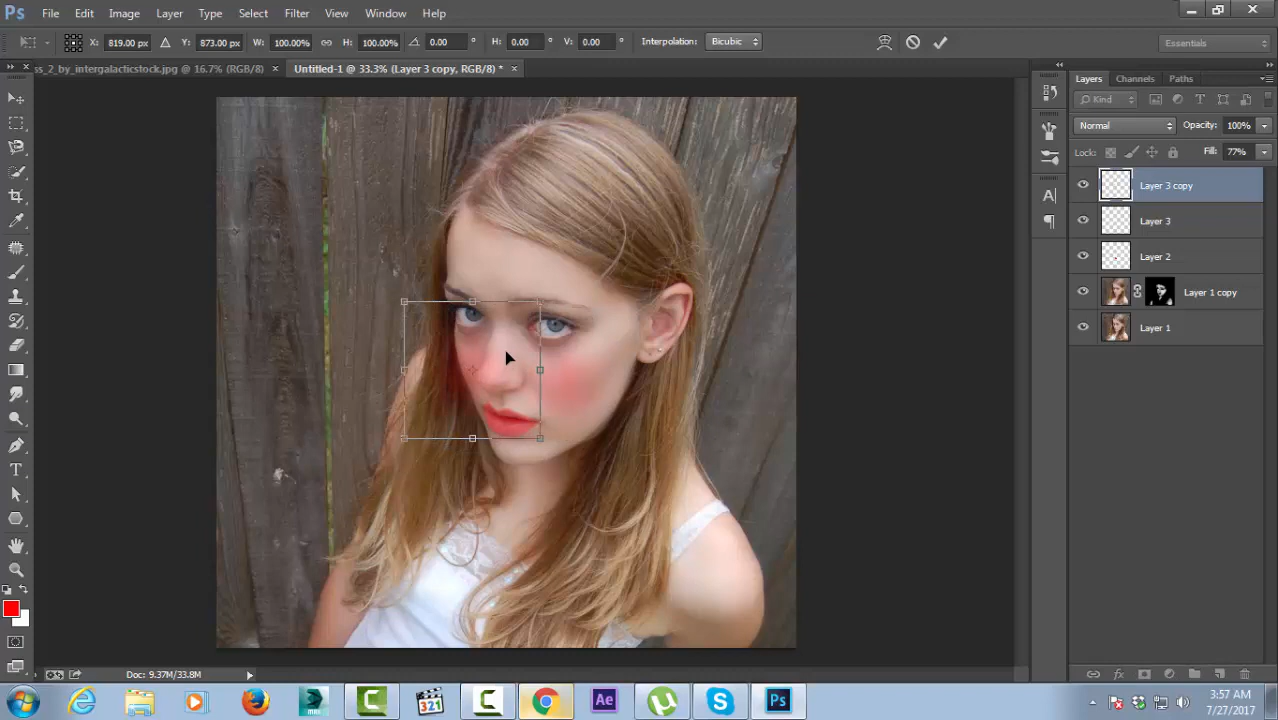 Ps File Edit Image Layer Type Select Filter View Window Help
X: 819.00 px Y: 873.00 px W: 100.00% H: 100.00% 0.00 ° H: 0.00 ° V: 0.00 ° Interpolation: Bicubic Essentials
ss_2_by_intergalacticstock.jpg @ 16.7% (RGB/8) × Untitled-1 @ 33.3% (Layer 3 copy, RGB/8) * ×
Layers Channels Paths
Kind
Normal Opacity: 100%
Lock: Fill: 77%
Layer 3 copy
Layer 3
Layer 2
Layer 1 copy
Layer 1
Doc: 9.37M/33.8M
321 Ae Ps
3:57 AM
7/27/2017